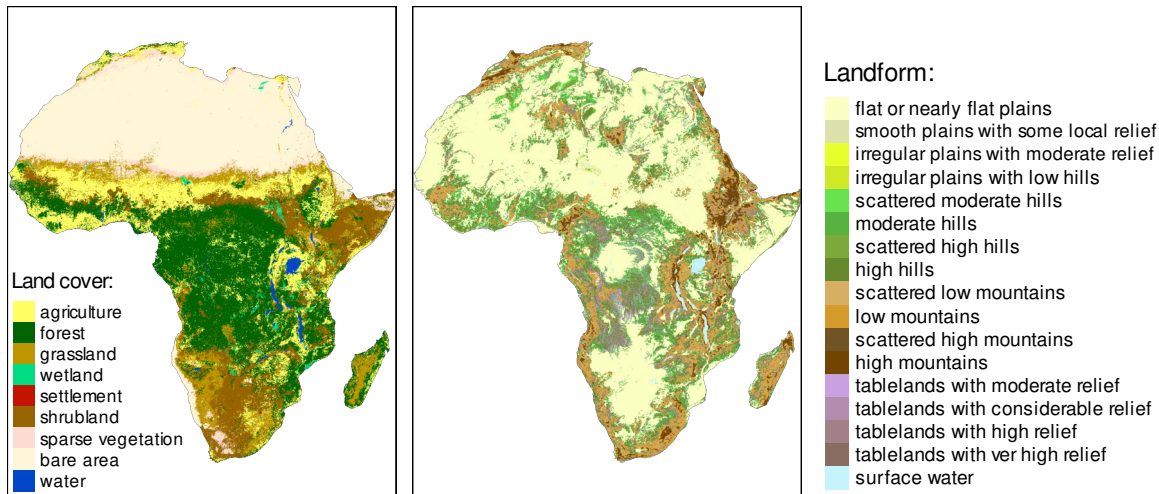 Land cover:
agriculture
forest
grassland
wetland
settlement
shrubland
sparse vegetation
bare area
water
Landform:
flat or nearly flat plains
smooth plains with some local relief
irregular plains with moderate relief
irregular plains with low hills
scattered moderate hills
moderate hills
scattered high hills
high hills
scattered low mountains
low mountains
scattered high mountains
high mountains
tablelands with moderate relief
tablelands with considerable relief
tablelands with high relief
tablelands with ver high relief
surface water